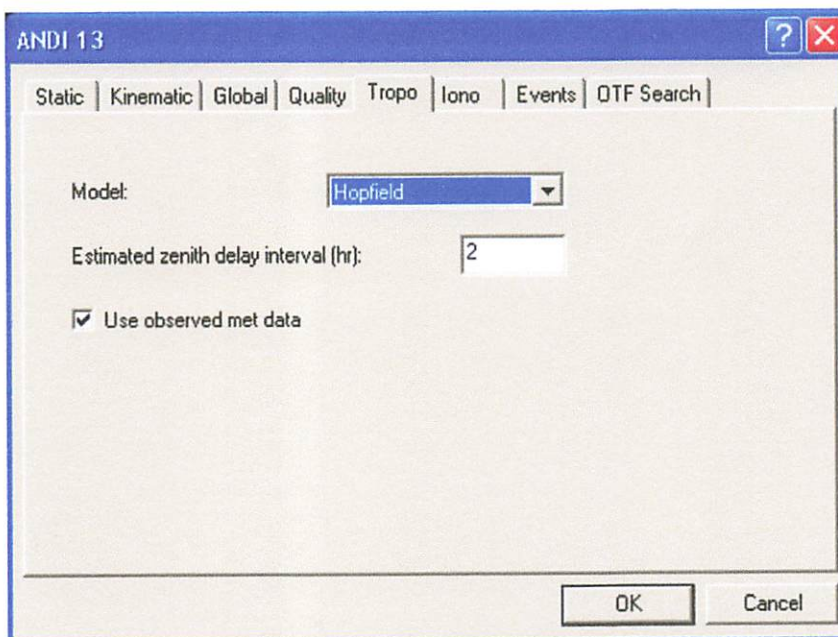 ANDI 13
Static Kinematic Global Quality Tropo Iono Events OTF Search
Model: Hopfield
Estimated zenith delay interval (hr): 2
Use observed met data
OK Cancel